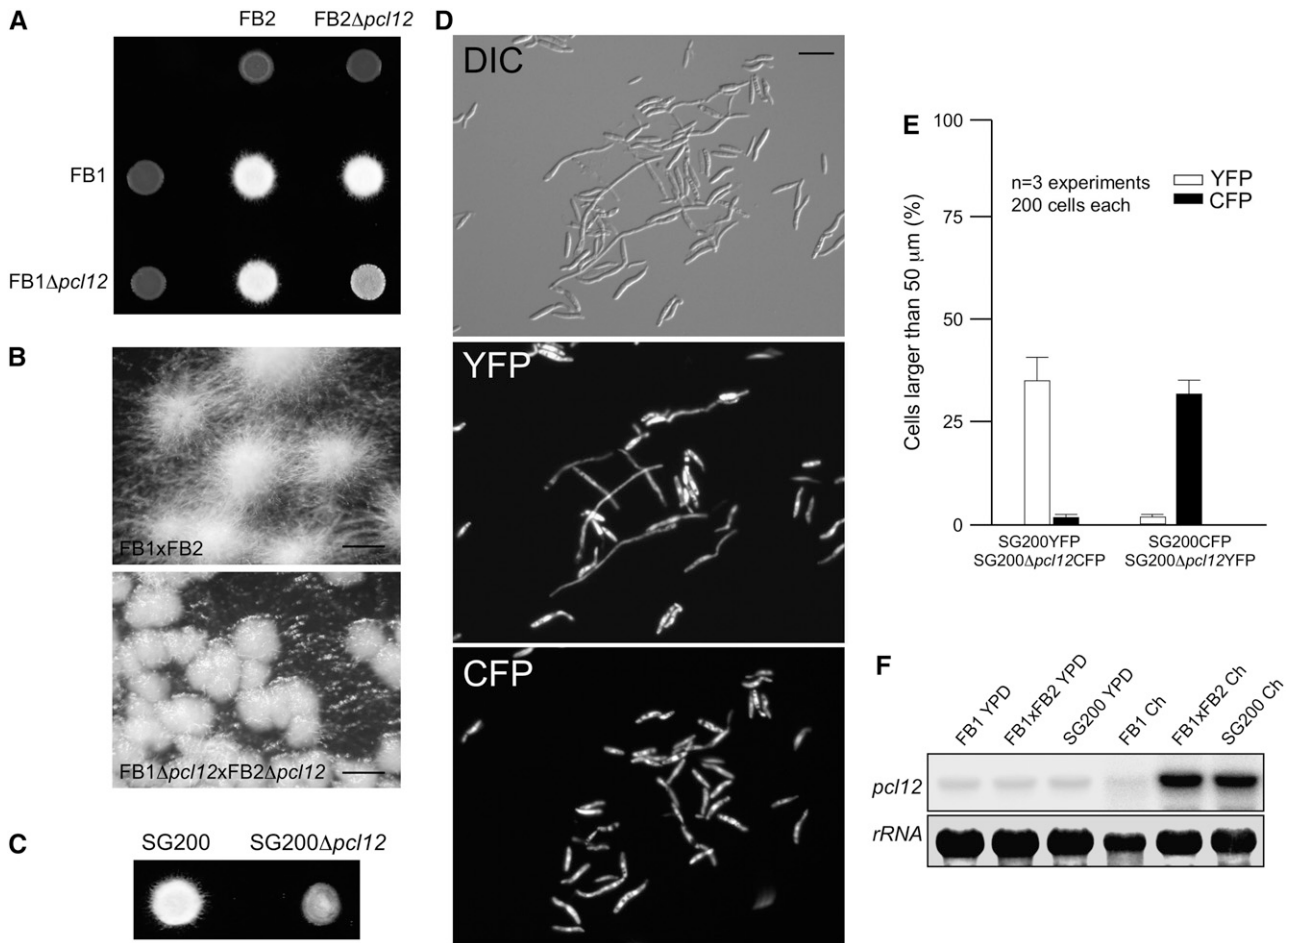 A
FB2 FB2Δpcl12
FB1
FB1Δpcl12
B
FB1xFB2
FB1Δpcl12xFB2Δpcl12
C
SG200 SG200Δpcl12
D
DIC
YFP
CFP
E
100
75
50
25
0
Cells larger than 50 μm (%)
n=3 experiments
200 cells each
YFP
CFP
SG200YFP
SG200Δpcl12CFP
SG200CFP
SG200Δpcl12YFP
F
FB1 YPD
FB1xFB2 YPD
SG200 YPD
FB1 Ch
FB1xFB2 Ch
SG200 Ch
pcl12
rRNA